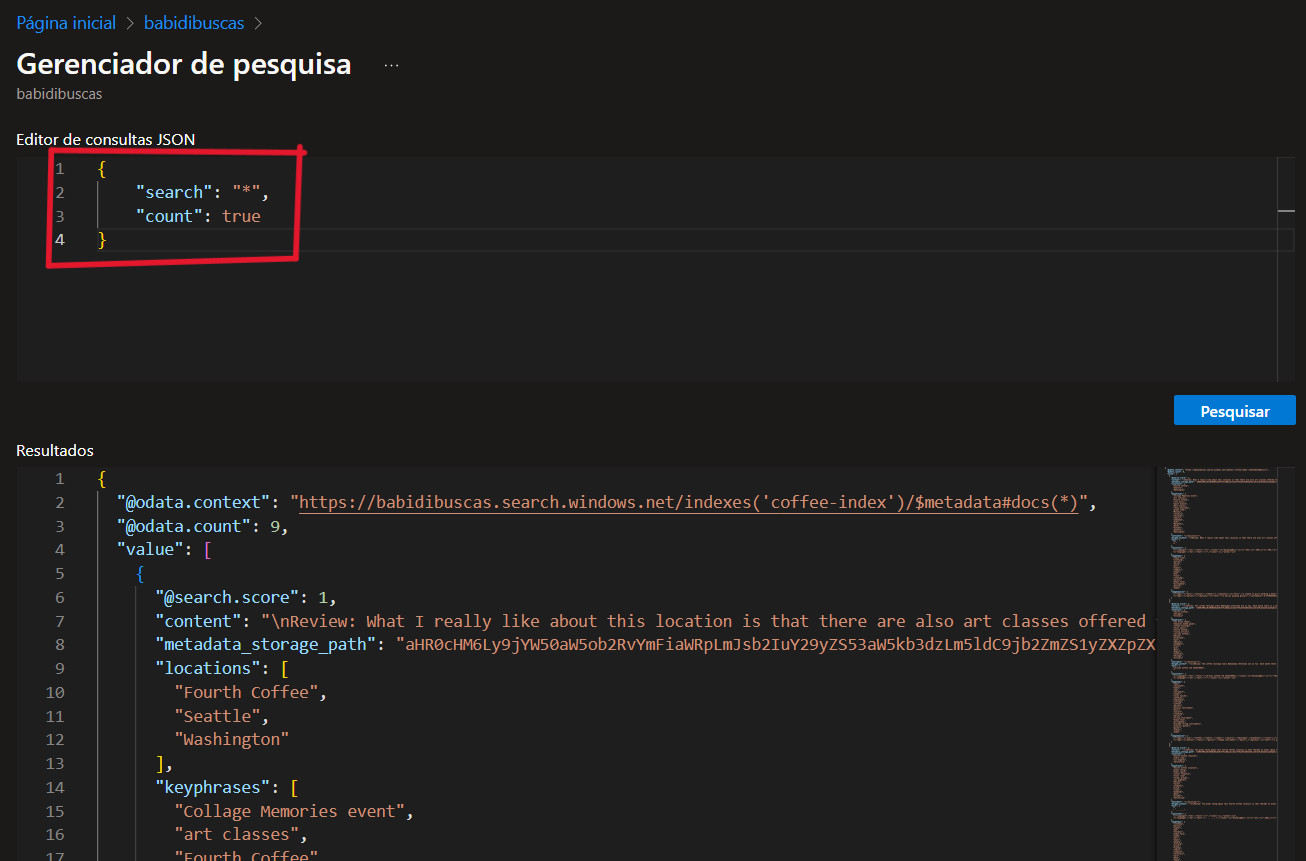 Página inicial > babidibuscas >
Gerenciador de pesquisa ...
babidibuscas
Editor de consultas JSON
1 {
2 "search": "*",
3 "count": true
4 }
Pesquisar
Resultados
1 {
2 "@odata.context": "https://babidibuscas.search.windows.net/indexes('coffee-index')/$metadata#docs(*)",
3 "@odata.count": 9,
4 "value": [
5 {
6 "@search.score": 1,
7 "content": "\nReview: What I really like about this location is that there are also art classes offered
8 "metadata_storage_path": "aHR0cHM6Ly9jYW50aW5ob2RvYmFiaWRpLmJsb2IuY29yZS53aW5kb3dzLm5ldC9jb2ZmZS1yZXZpZX
9 "locations": [
10 "Fourth Coffee",
11 "Seattle",
12 "Washington"
13 ],
14 "keyphrases": [
15 "Collage Memories event",
16 "art classes",
17 "Fourth Coffee"